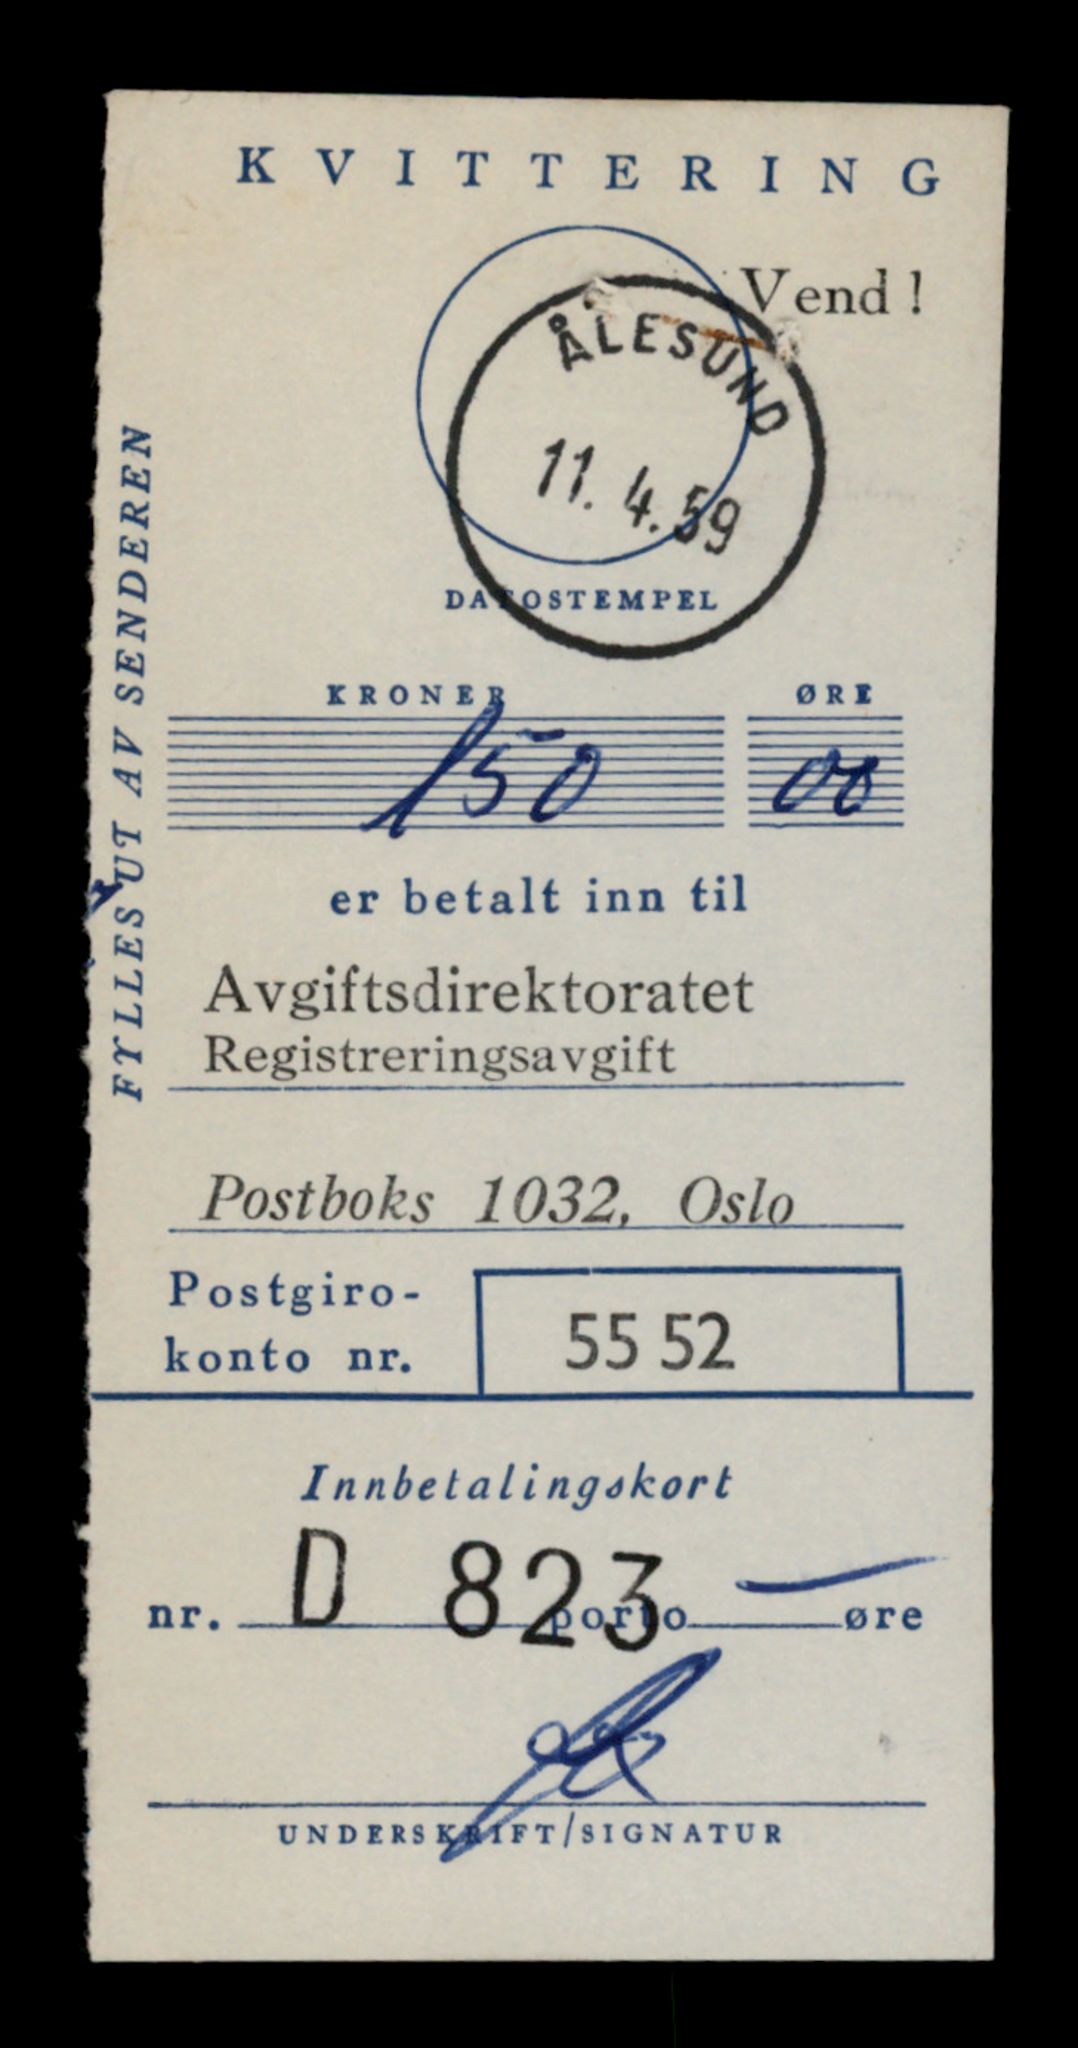 KVITTERING
Vend!
ÅLESUND
11.4.59
DATOSTEMPEL
FYLLES UT AV SENDEREN
KRONER ØRE
150 00
er betalt inn til
Avgiftsdirektoratet
Registreringsavgift
Postboks 1032, Oslo
Postgiro-
konto nr. 55 52
Innbetalingskort
nr. D 823 porto — øre
UNDERSKRIFT/SIGNATUR